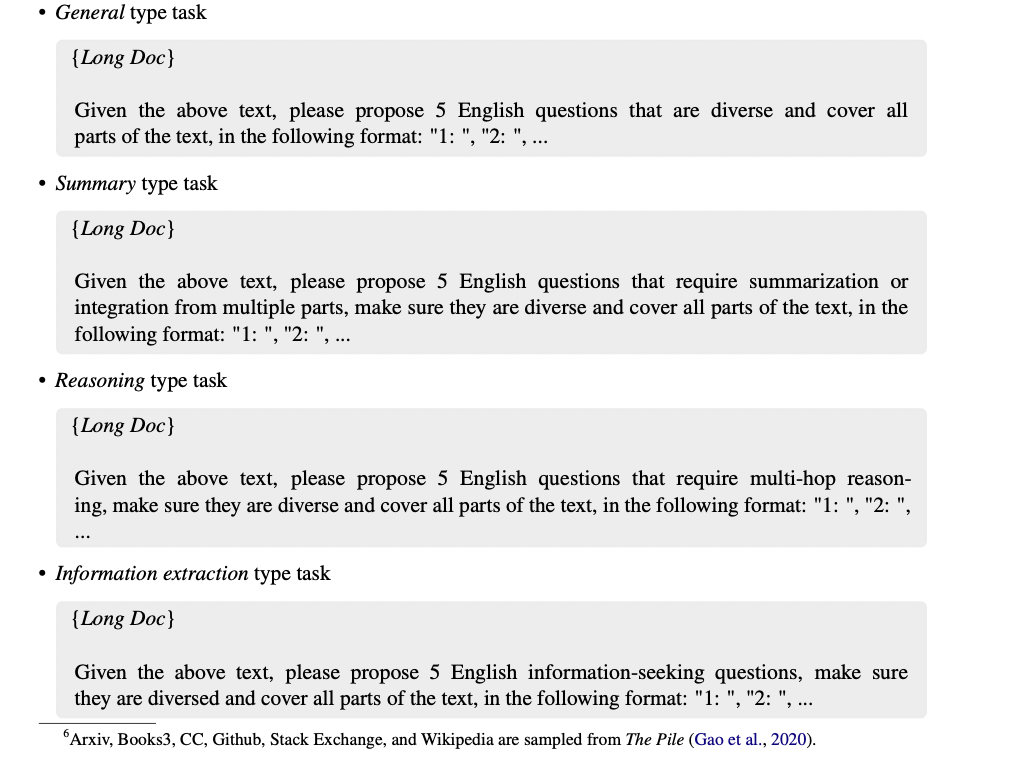 • General type task
{Long Doc}
Given the above text, please propose 5 English questions that are diverse and cover all
parts of the text, in the following format: "1: ", "2: ", ...
• Summary type task
{Long Doc}
Given the above text, please propose 5 English questions that require summarization or
integration from multiple parts, make sure they are diverse and cover all parts of the text, in the
following format: "1: ", "2: ", ...
• Reasoning type task
{Long Doc}
Given the above text, please propose 5 English questions that require multi-hop reason-
ing, make sure they are diverse and cover all parts of the text, in the following format: "1: ", "2: ",
...
• Information extraction type task
{Long Doc}
Given the above text, please propose 5 English information-seeking questions, make sure
they are diversed and cover all parts of the text, in the following format: "1: ", "2: ", ...
6Arxiv, Books3, CC, Github, Stack Exchange, and Wikipedia are sampled from The Pile (Gao et al., 2020).